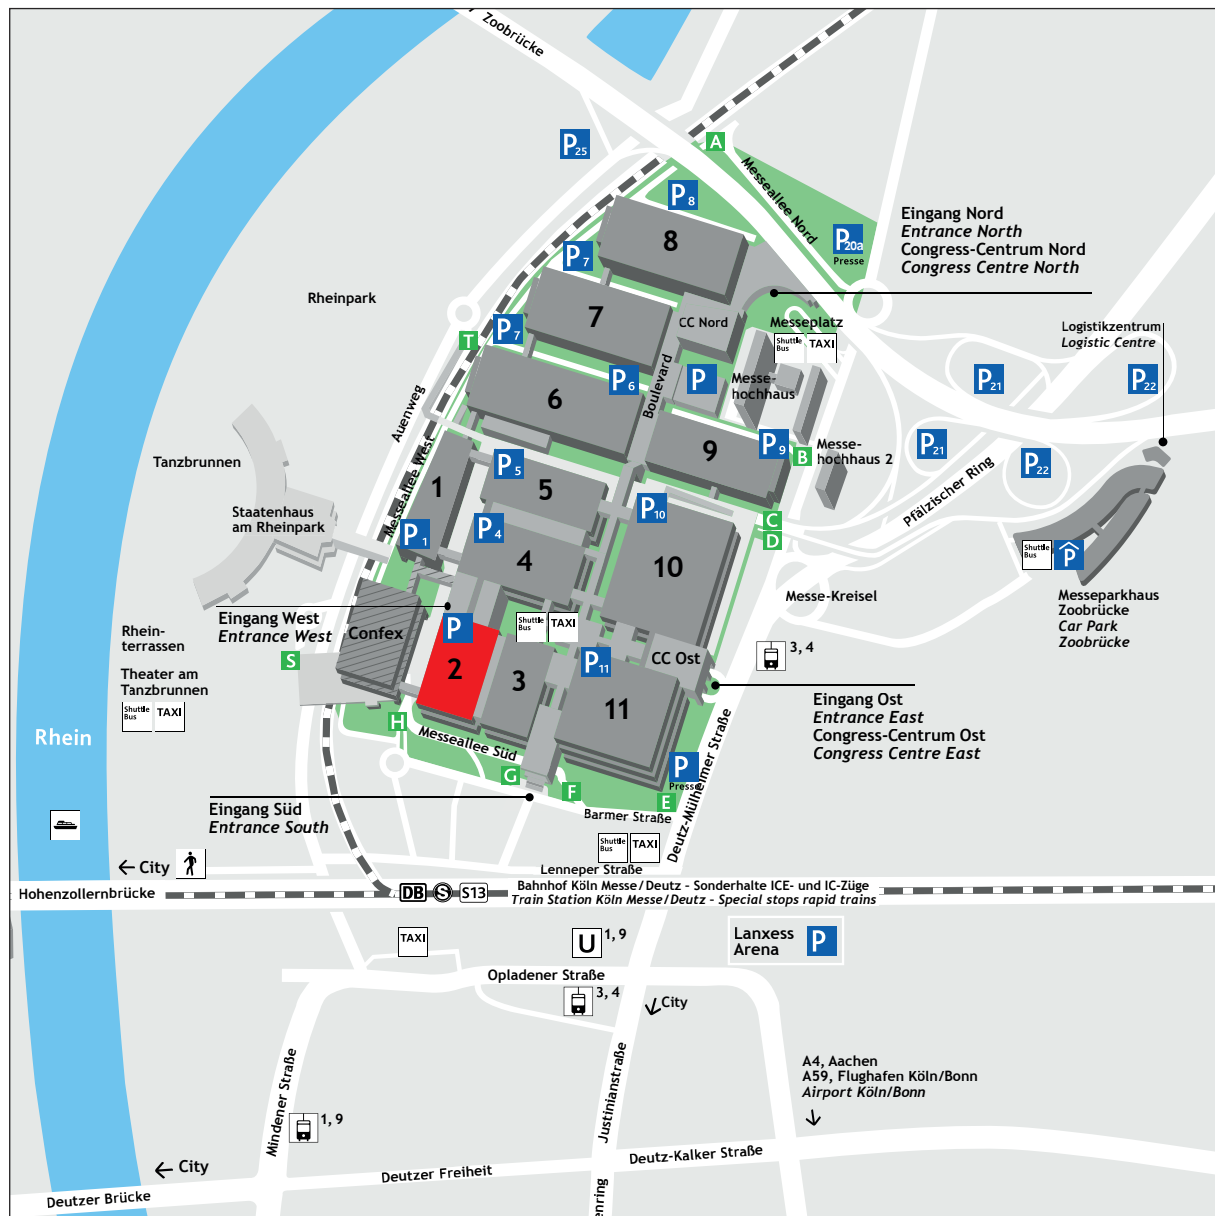 Zoobrücke
P25
A
Messeallee Nord
P8
Eingang Nord
Entrance North
Congress-Centrum Nord
Congress Centre North
P20a
Presse
8
P7
Rheinpark
7
CC Nord
Messeplatz
Shuttle
Bus
TAXI
Logistikzentrum
Logistic Centre
T
P7
Boulevard
P6
P
Messe-
hochhaus
P21
P22
Auenweg
6
Messeallee West
9
P9
B
Messe-
hochhaus 2
P21
P22
Tanzbrunnen
P5
1
5
Pfälzischer Ring
Staatenhaus
am Rheinpark
P1
P4
P10
C
D
4
10
Shuttle
Bus
P
Messe-Kreisel
Messeparkhaus
Zoobrücke
Car Park
Zoobrücke
Eingang West
Entrance West
P
Shuttle
Bus
TAXI
Rhein-
terrassen
Confex
3, 4
S
2
3
P11
CC Ost
Theater am
Tanzbrunnen
Shuttle
Bus
TAXI
11
Eingang Ost
Entrance East
Congress-Centrum Ost
Congress Centre East
Rhein
H
Messeallee Süd
Deutz-Mülheimer Straße
P
Presse
G
F
E
Eingang Süd
Entrance South
Barmer Straße
Shuttle
Bus
TAXI
City
Lenneper Straße
Hohenzollernbrücke
DB
S
S13
Bahnhof Köln Messe/Deutz - Sonderhalte ICE- und IC-Züge
Train Station Köln Messe/Deutz - Special stops rapid trains
TAXI
U
1, 9
Lanxess
Arena
P
Opladener Straße
3, 4
City
Mindener Straße
Justinianstraße
A4, Aachen
A59, Flughafen Köln/Bonn
Airport Köln/Bonn
1, 9
City
Deutz-Kalker Straße
Deutzer Freiheit
Deutzer Brücke
enring